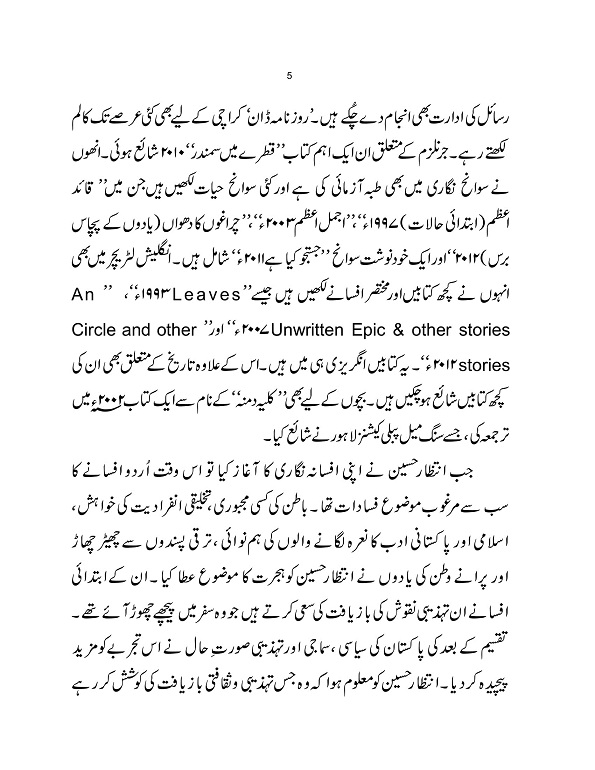 5
رسائل کی ادارت بھی انجام دے چُکے ہیں۔’روزنامہ ڈان‘ کراچی کے لیے بھی کئی عرصے تک کالم
لکھتے رہے۔ جرنلزم کے متعلق ان ایک اہم کتاب’’قطرے میں سمندر‘‘۲۰۱۰ شائع ہوئی۔انھوں
نے سوانح نگاری میں بھی طبہ آزمائی کی ہے اور کئی سوانح حیات لکھیں ہیں جن میں’’ قائد
اعظم(ابتدائی حالات)۱۹۹۷ء‘‘،’’اجمل اعظم۲۰۰۳ء‘‘،’’چراغوں کا دھواں(یادوں کے پچاس
برس)۲۰۱۲‘‘اور ایک خودنوشت سوانح’’جستجو کیا ہے۲۰۱۱ء‘‘ شامل ہیں۔انگلیش لٹریچر میں بھی
انہوں نے کچھ کتابیں اور مختصر افسانے لکھیں ہیں جیسے’’Leaves ۱۹۹۳ء‘‘، ’’ An
Unwritten Epic & other stories ۲۰۰۷ء‘‘ اور’’ Circle and other
stories ۲۰۱۲ء‘‘۔ یہ کتابیں انگریزی ہی میں ہیں۔اس کے علاوہ تاریخ کے متعلق بھی ان کی
کچھ کتابیں شائع ہو چکیں ہیں۔بچوں کے لیے بھی’’کلیہ دمنہ‘‘کے نام سے ایک کتاب ۲۰۰۲ء میں
ترجمہ کی، جسے سنگ میل پبلی کیشنز لاہور نے شائع کیا۔
جب انتظار حسین نے اپنی افسانہ نگاری کا آغاز کیا تو اس وقت اُردو افسانے کا
سب سے مرغوب موضوع فسادات تھا۔ باطن کی کسی مجبوری،تخلیقی انفرادیت کی خواہش،
اسلامی اور پاکستانی ادب کا نعرہ لگانے والوں کی ہم نوائی،ترقی پسندوں سے چھیڑ چھاڑ
اور پرانے وطن کی یادوں نے انتظار حسین کو ہجرت کا موضوع عطا کیا۔ان کے ابتدائی
افسانے ان تہذیبی نقوش کی بازیافت کی سعی کرتے ہیں جو وہ سفر میں پیچھے چھوڑ آئے تھے۔
تقسیم کے بعد کی پاکستان کی سیاسی،سماجی اور تہذیبی صورتِ حال نے اس تجربے کو مزید
پیچیدہ کر دیا۔انتظار حسین کو معلوم ہوا کہ وہ جس تہذیبی و ثقافتی بازیافت کی کوشش کر رہے